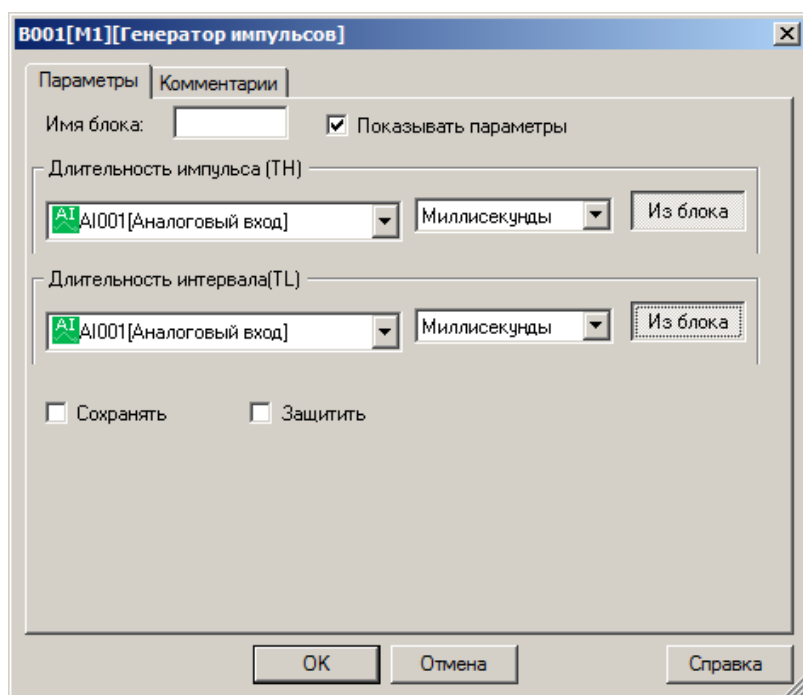 B001[M1][Генератор импульсов]
Параметры Комментарии
Имя блока: Показывать параметры
Длительность импульса (TH)
AI AI001[Аналоговый вход] Миллисекунды Из блока
Длительность интервала(TL)
AI AI001[Аналоговый вход] Миллисекунды Из блока
Сохранять Защитить
OK Отмена Справка